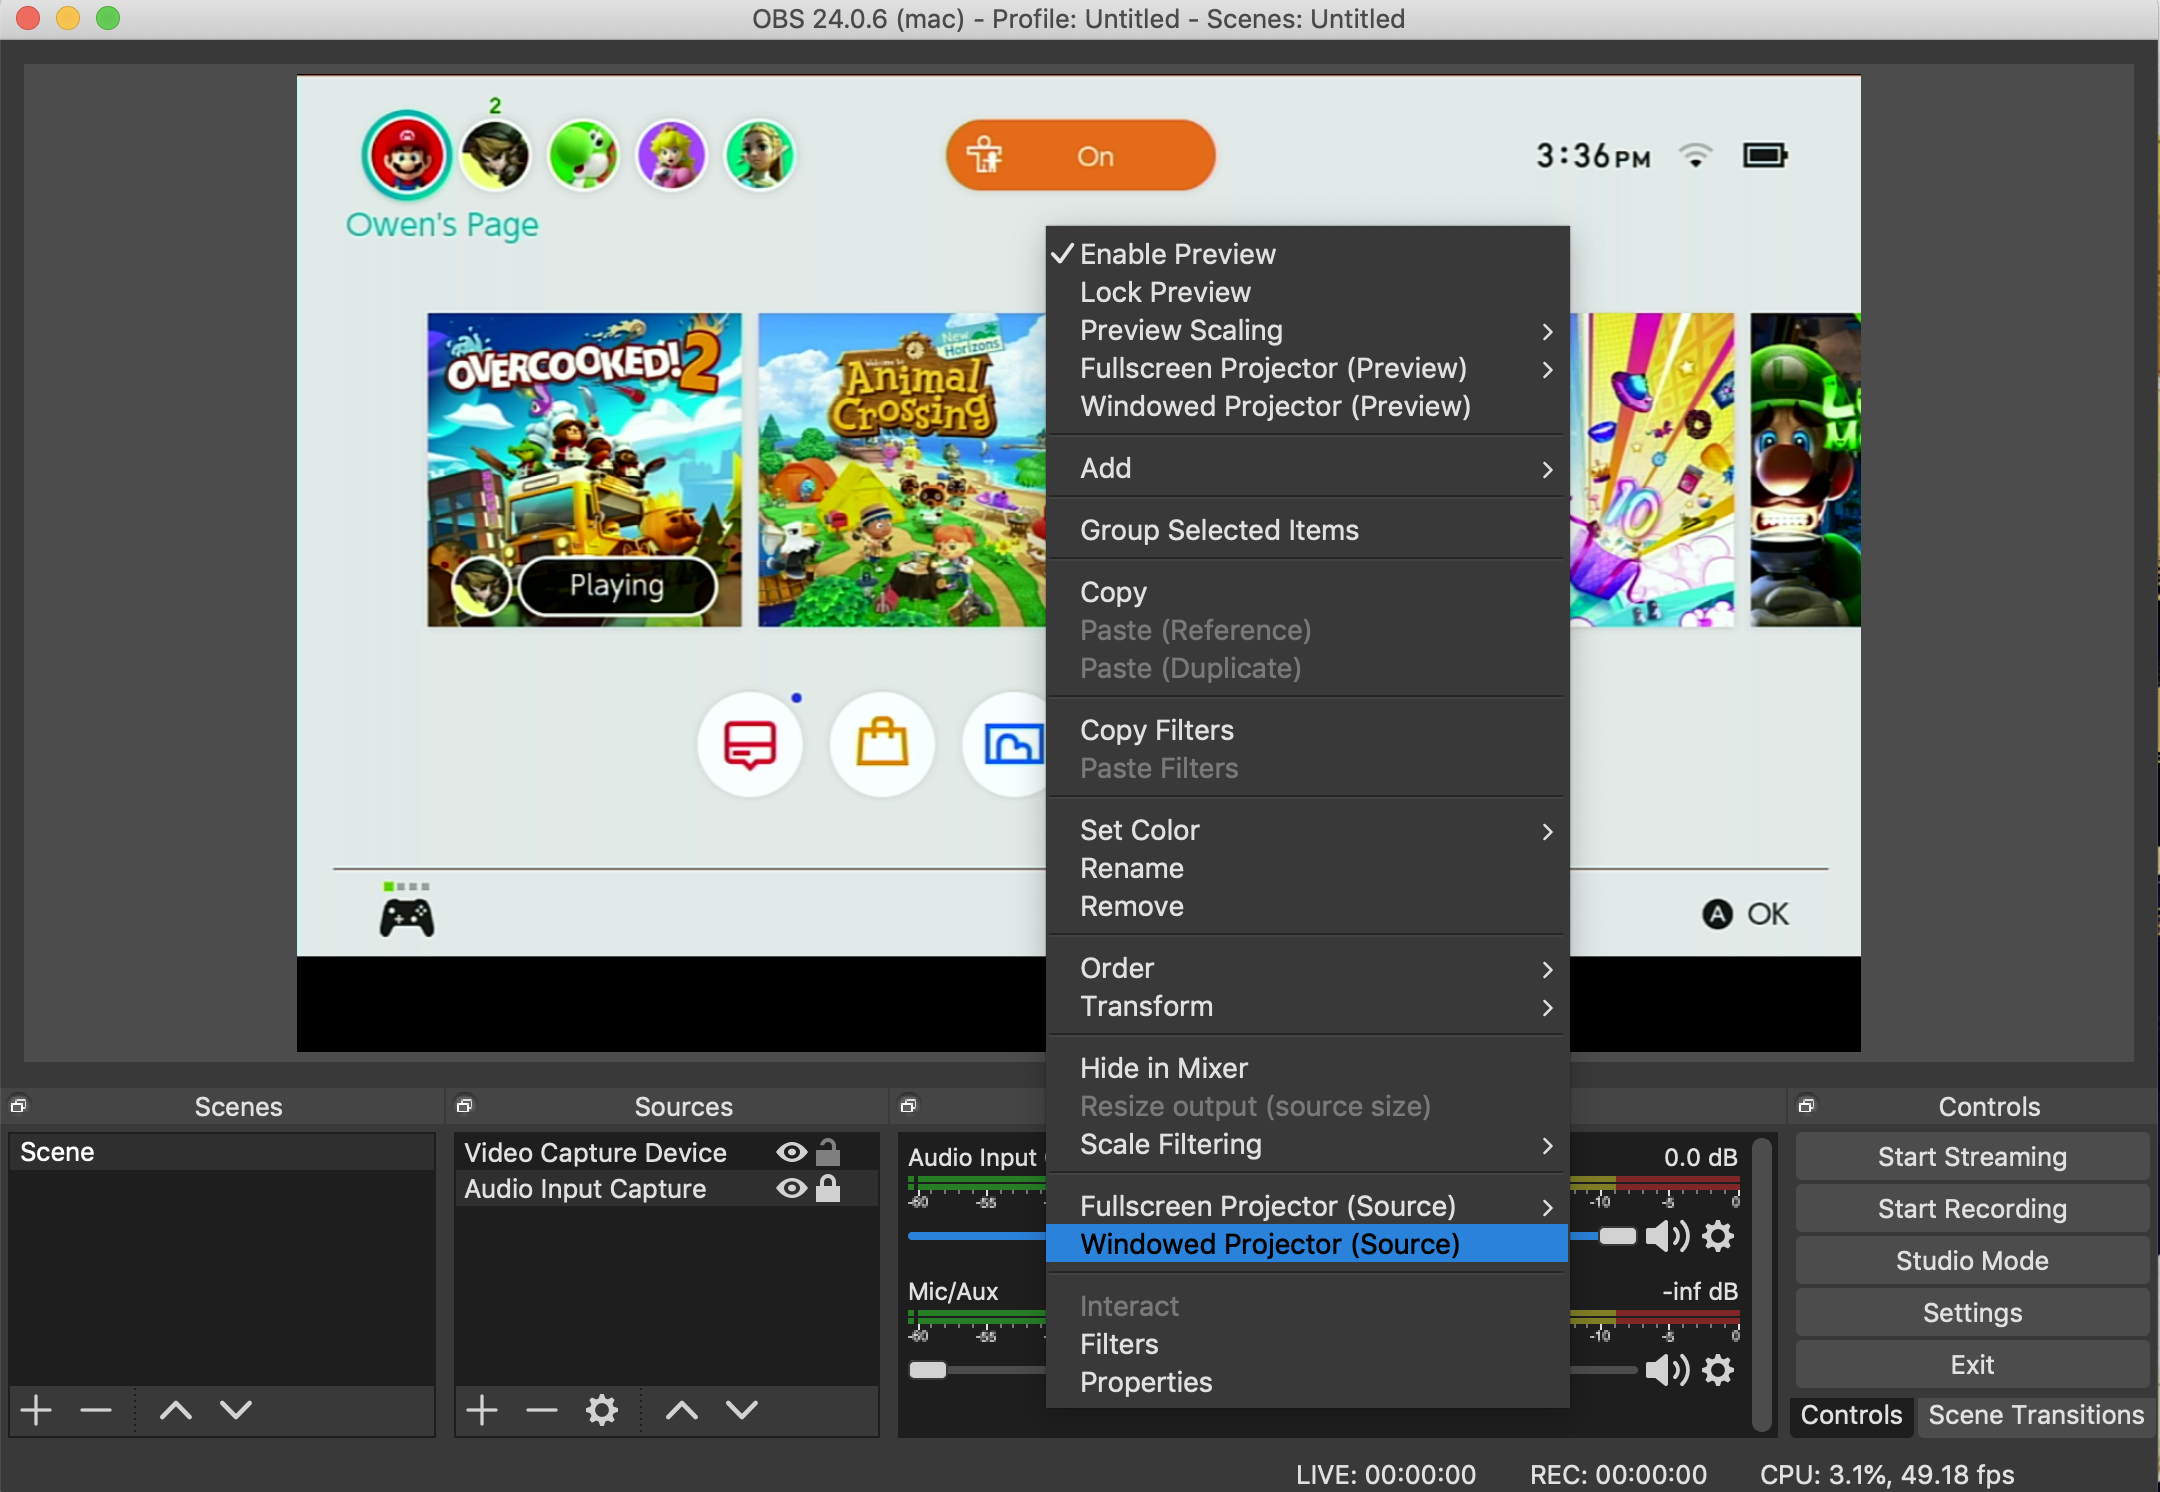 OBS 24.0.6 (mac) - Profile: Untitled - Scenes: Untitled
2
On
3:36 PM
Owen's Page
OVERCOOKED! 2
Playing
Welcome to
Animal
Crossing
New
Horizons
10
A OK
Enable Preview
Lock Preview
Preview Scaling
Fullscreen Projector (Preview)
Windowed Projector (Preview)
Add
Group Selected Items
Copy
Paste (Reference)
Paste (Duplicate)
Copy Filters
Paste Filters
Set Color
Rename
Remove
Order
Transform
Hide in Mixer
Resize output (source size)
Scale Filtering
Fullscreen Projector (Source)
Windowed Projector (Source)
Interact
Filters
Properties
Scenes
Scene
Sources
Video Capture Device
Audio Input Capture
Audio Input
0.0 dB
-60 -55 -10 -5 0
Mic/Aux
-inf dB
-60 -55 -10 -5 0
Controls
Start Streaming
Start Recording
Studio Mode
Settings
Exit
Controls
Scene Transitions
LIVE: 00:00:00
REC: 00:00:00
CPU: 3.1%, 49.18 fps